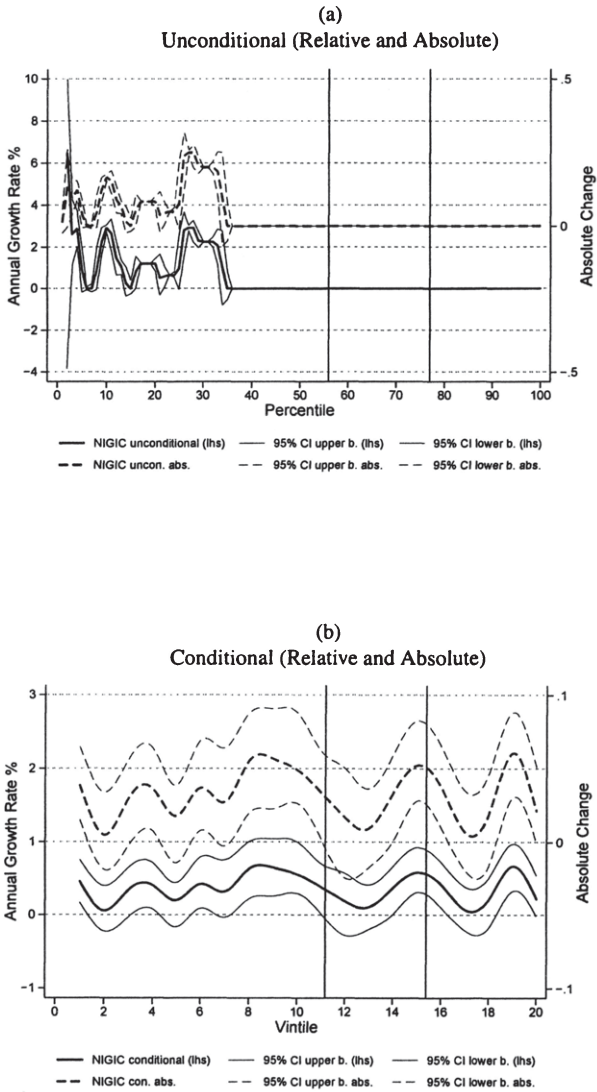 (a)
Unconditional (Relative and Absolute)
10
8
6
4
2
0
−2
−4
Annual Growth Rate %
.5
0
−.5
Absolute Change
0 10 20 30 40 50 60 70 80 90 100
Percentile
NIGIC unconditional (lhs) 95% CI upper b. (lhs) 95% CI lower b. (lhs)
NIGIC uncon. abs. 95% CI upper b. abs. 95% CI lower b. abs.
(b)
Conditional (Relative and Absolute)
3
2
1
0
−1
Annual Growth Rate %
.1
0
−.1
Absolute Change
0 2 4 6 8 10 12 14 16 18 20
Vintile
NIGIC conditional (lhs) 95% CI upper b. (lhs) 95% CI lower b. (lhs)
NIGIC con. abs. 95% CI upper b. abs. 95% CI lower b. abs.